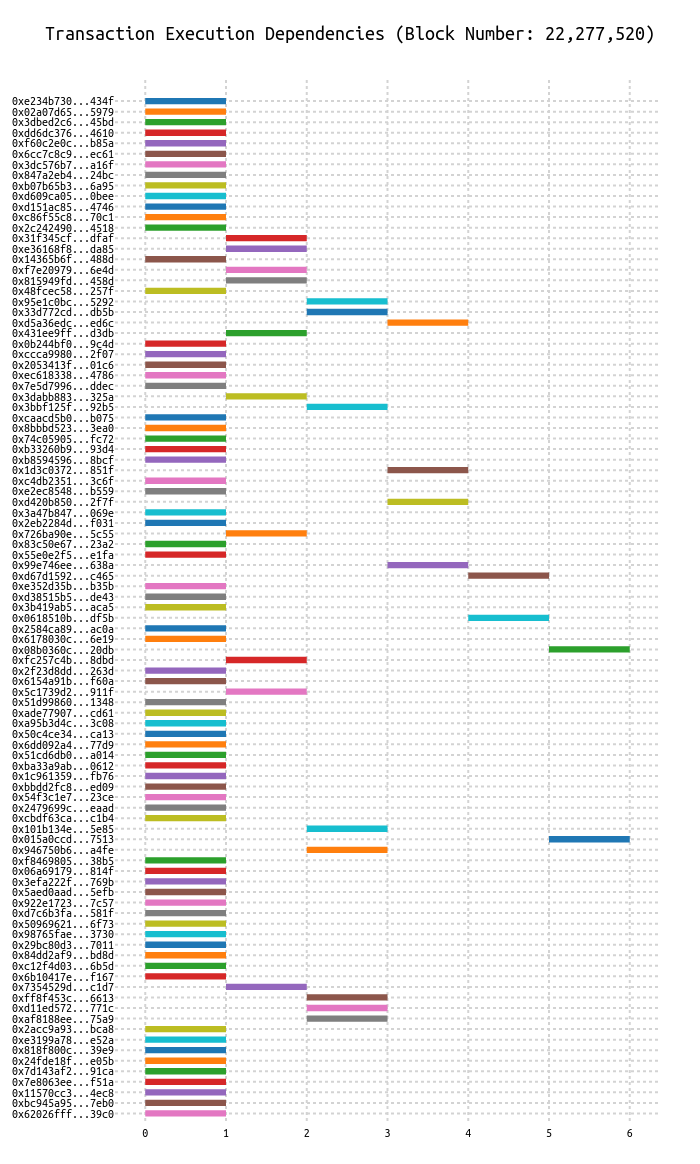 Transaction Execution Dependencies (Block Number: 22,277,520)
0xe234b730...434f
0x02a07d65...5979
0x3dbed2c6...45bd
0xdd6dc376...4610
0xf60c2e0c...b85a
0x6cc7c8c9...ec61
0x3dc576b7...a16f
0x847a2eb4...24bc
0xb07b65b3...6a95
0xd609ca05...0bee
0xd151ac85...4746
0xc86f55c8...70c1
0x2c242490...4518
0x31f345cf...dfaf
0xe36168f8...da85
0x14365b6f...488d
0xf7e20979...6e4d
0x815949fd...458d
0x48fcec58...257f
0x95e1c0bc...5292
0x33d772cd...db5b
0xd5a36edc...ed6c
0x431ee9ff...d3db
0x0b244bf0...9c4d
0xccca9980...2f07
0x2053413f...01c6
0xec618338...4786
0x7e5d7996...ddec
0x3dabb883...325a
0x3bbf125f...92b5
0xcaacd5b0...b075
0x8bbbd523...3ea0
0x74c05905...fc72
0xb33260b9...93d4
0xb8594596...8bcf
0x1d3c0372...851f
0xc4db2351...3c6f
0xe2ec8548...b559
0xd420b850...2f7f
0x3a47b847...069e
0x2eb2284d...f031
0x726ba90e...5c55
0x83c50e67...23a2
0x55e0e2f5...e1fa
0x99e746ee...638a
0xd67d1592...c465
0xe352d35b...b35b
0xd38515b5...de43
0x3b419ab5...aca5
0x0618510b...df5b
0x2584ca89...ac0a
0x6178030c...6e19
0x08b0360c...20db
0xfc257c4b...8dbd
0x2f23d8dd...263d
0x6154a91b...f60a
0x5c1739d2...911f
0x51d99860...1348
0xade77907...cd61
0xa95b3d4c...3c08
0x50c4ce34...ca13
0x6dd092a4...77d9
0x51cd6db0...a014
0xba33a9ab...0612
0x1c961359...fb76
0xbbdd2fc8...ed09
0x54f3c1e7...23ce
0x2479699c...eaad
0xcbdf63ca...c1b4
0x101b134e...5e85
0x015a0ccd...7513
0x946750b6...a4fe
0xf8469805...38b5
0x06a69179...814f
0x3efa222f...769b
0x5aed0aad...5efb
0x922e1723...7c57
0xd7c6b3fa...581f
0x50969621...6f73
0x98765fae...3730
0x29bc80d3...7011
0x84dd2af9...bd8d
0xc12f4d03...6b5d
0x6b10417e...f167
0x7354529d...c1d7
0xff8f453c...6613
0xd11ed572...771c
0xaf8188ee...75a9
0x2acc9a93...bca8
0xe3199a78...e52a
0x818f800c...39e9
0x24fde18f...e05b
0x7d143af2...91ca
0x7e8063ee...f51a
0x11570cc3...4ec8
0xbc945a95...7eb0
0x62026fff...39c0
0 1 2 3 4 5 6